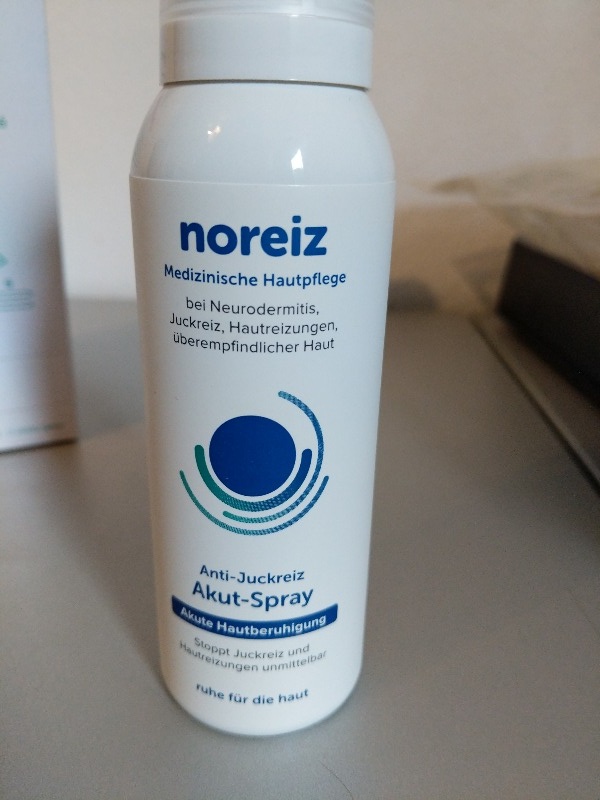 noreiz
Medizinische Hautpflege
bei Neurodermitis,
Juckreiz, Hautreizungen,
überempfindlicher Haut
Anti-Juckreiz
Akut-Spray
Akute Hautberuhigung
Stoppt Juckreiz und
Hautreizungen unmittelbar
ruhe für die haut